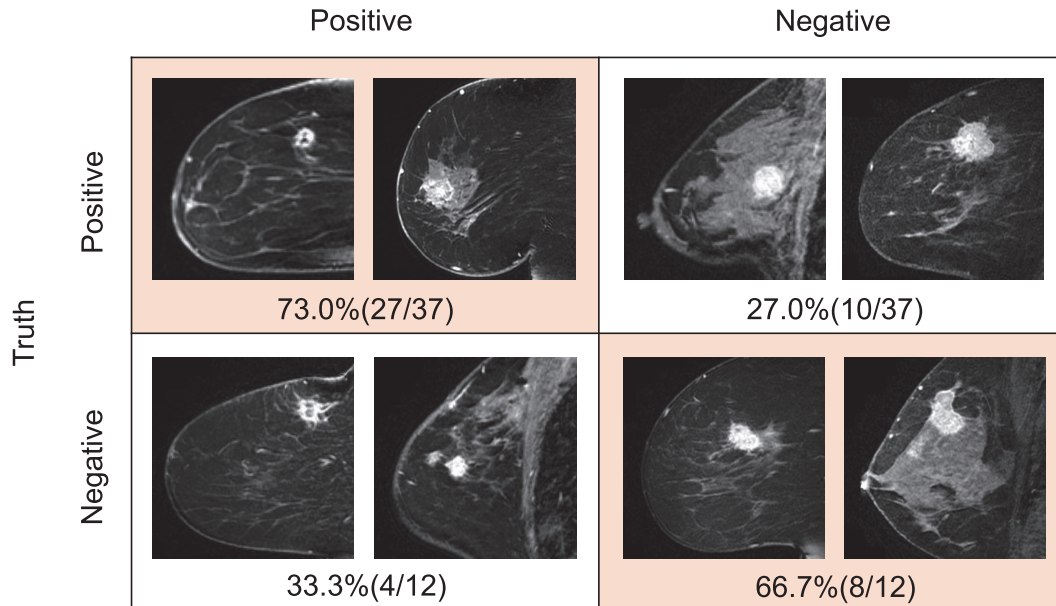 Positive
Negative
Truth
Positive
73.0%(27/37)
27.0%(10/37)
Negative
33.3%(4/12)
66.7%(8/12)